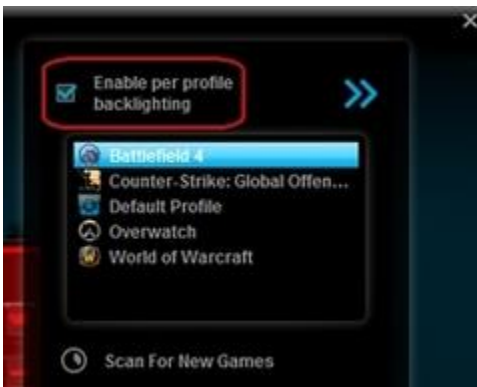 Enable per profile
backlighting
Battlefield 4
Counter-Strike: Global Offen...
Default Profile
Overwatch
World of Warcraft
Scan For New Games